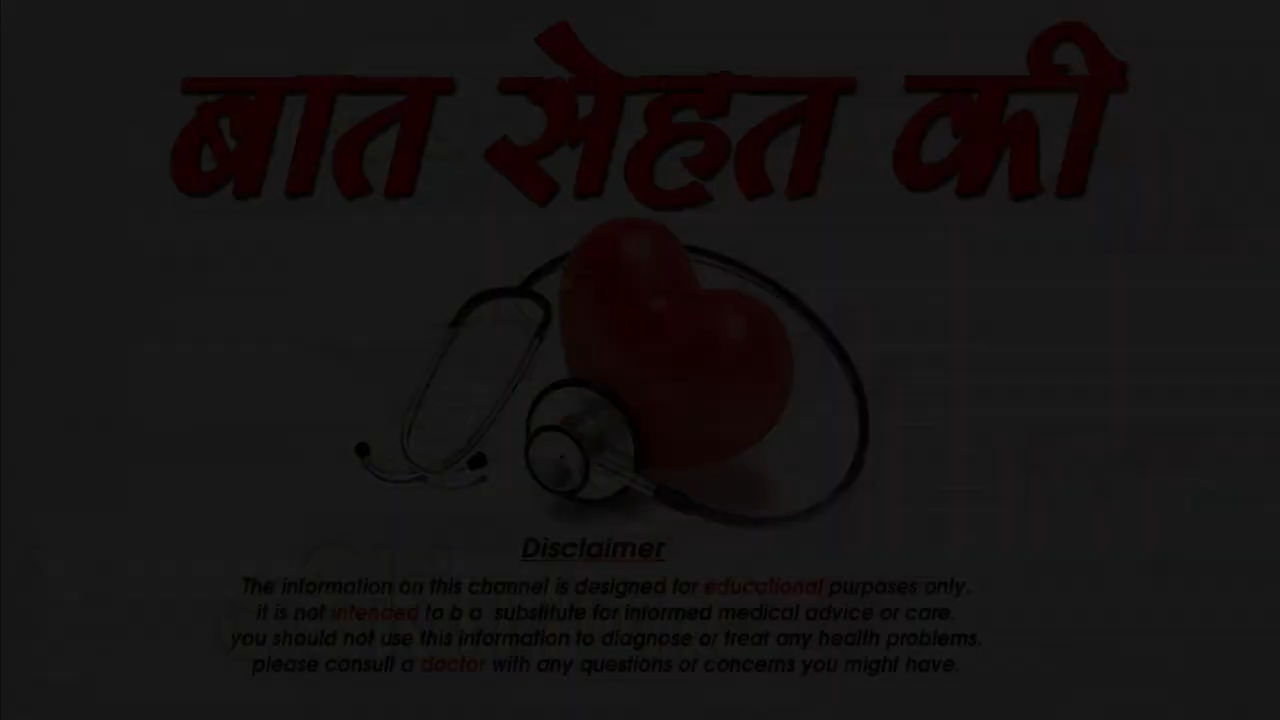 बात सेहत की
Disclaimer
The information on this channel is designed for educational purposes only.
it is not intended to b a substitute for informed medical advice or care.
you should not use this information to diagnose or treat any health problems.
please consult a doctor with any questions or concerns you might have.